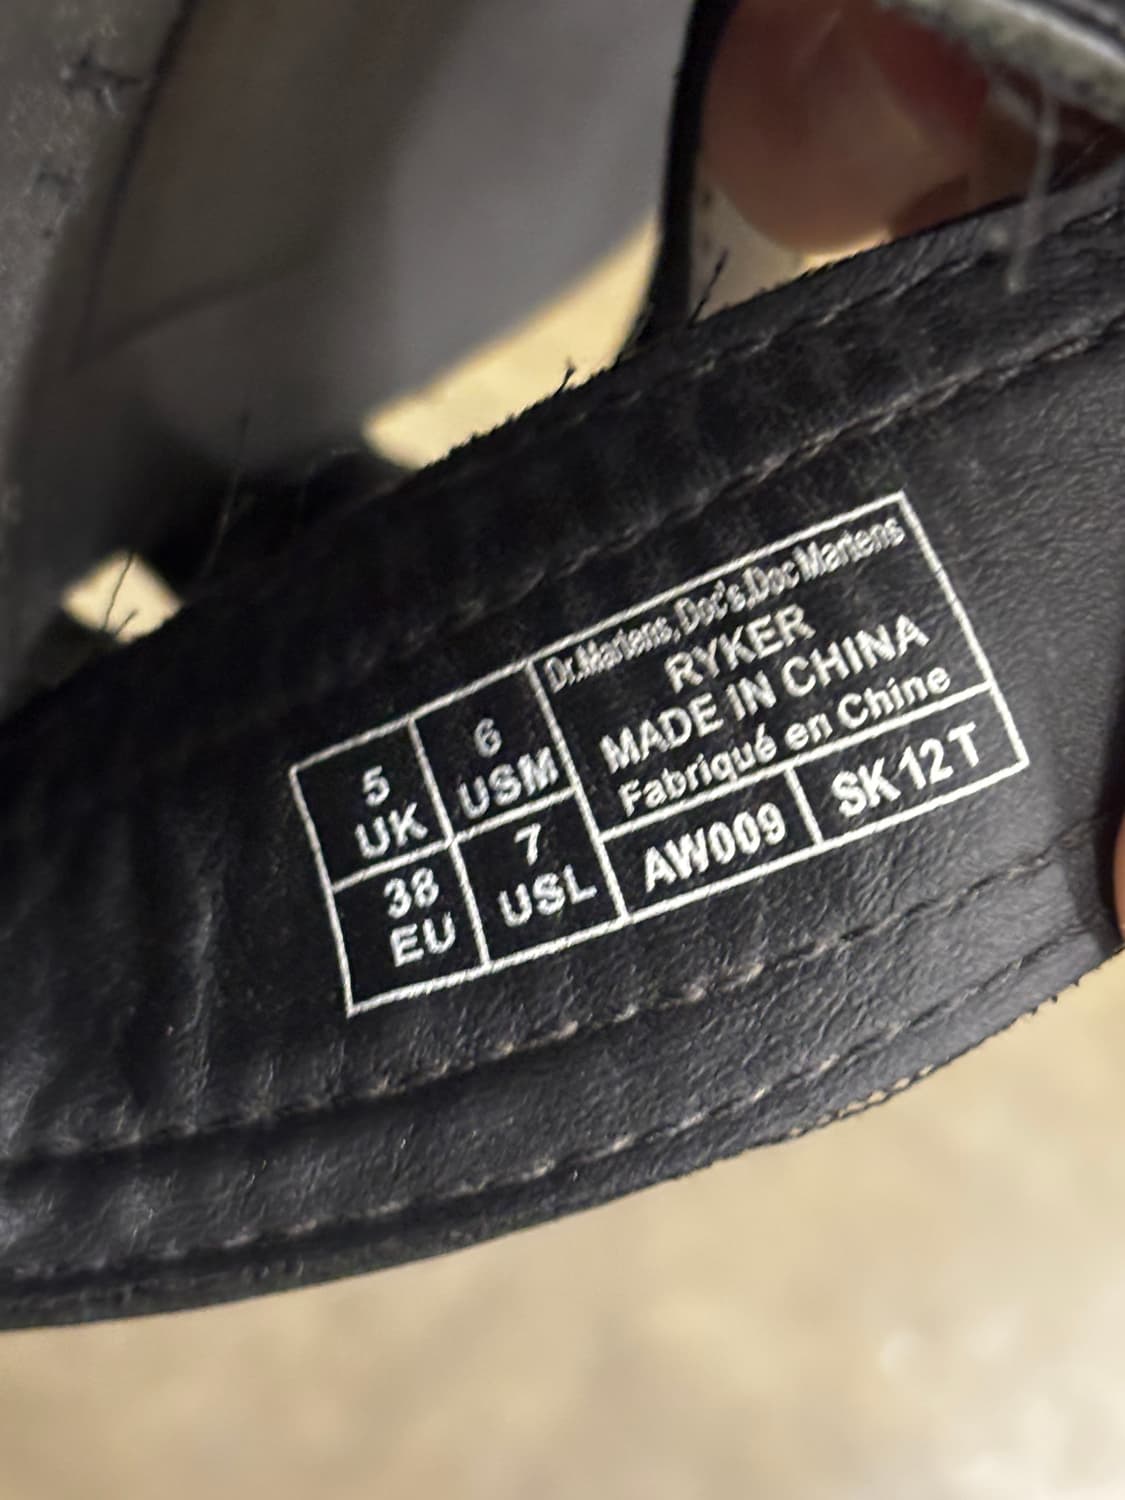 5
UK
6
USM
38
EU
7
USL
Dr.Martens, Doc's,Doc Martens
RYKER
MADE IN CHINA
Fabriqué en Chine
AW009
SK 12 T